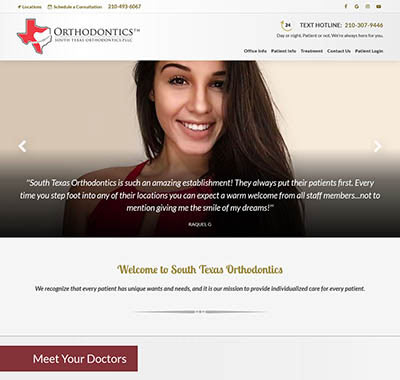 Locations Schedule a Consultation 210-493-6067
ORTHODONTICS™
SOUTH TEXAS ORTHODONTICS PLLC
24
TEXT HOTLINE: 210-307-9446
Day or night. Patient or not. We're always here for you.
Office Info Patient Info Treatment Contact Us Patient Login
"South Texas Orthodontics is such an amazing establishment! They always put their patients first. Every
time you step foot into any of their locations you can expect a warm welcome from all staff members...not to
mention giving me the smile of my dreams!"
RAQUEL G
Welcome to South Texas Orthodontics
We recognize that every patient has unique wants and needs, and it is our mission to provide individualized care for every patient.
Meet Your Doctors